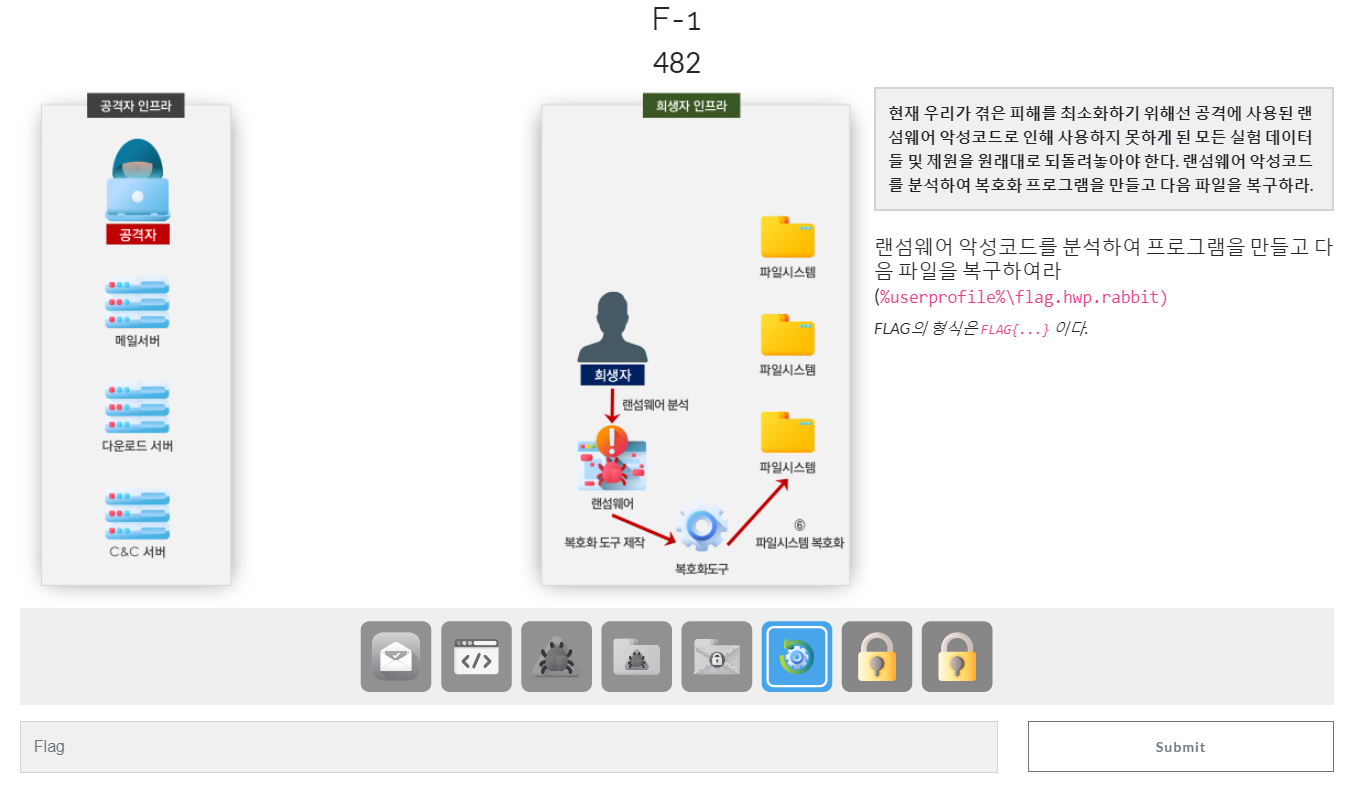 F-1
482
공격자 인프라
공격자
메일서버
다운로드 서버
C&C 서버
희생자 인프라
파일시스템
파일시스템
희생자
랜섬웨어 분석
파일시스템
랜섬웨어
⑥
복호화 도구 제작
파일시스템 복호화
복호화도구
현재 우리가 겪은 피해를 최소화하기 위해선 공격에 사용된 랜
섬웨어 악성코드로 인해 사용하지 못하게 된 모든 실험 데이터
들 및 제원을 원래대로 되돌려놓아야 한다. 랜섬웨어 악성코드
를 분석하여 복호화 프로그램을 만들고 다음 파일을 복구하라.
랜섬웨어 악성코드를 분석하여 프로그램을 만들고 다
음 파일을 복구하여라
(%userprofile%\flag.hwp.rabbit)
FLAG의 형식은 FLAG{...} 이다.
Flag
Submit